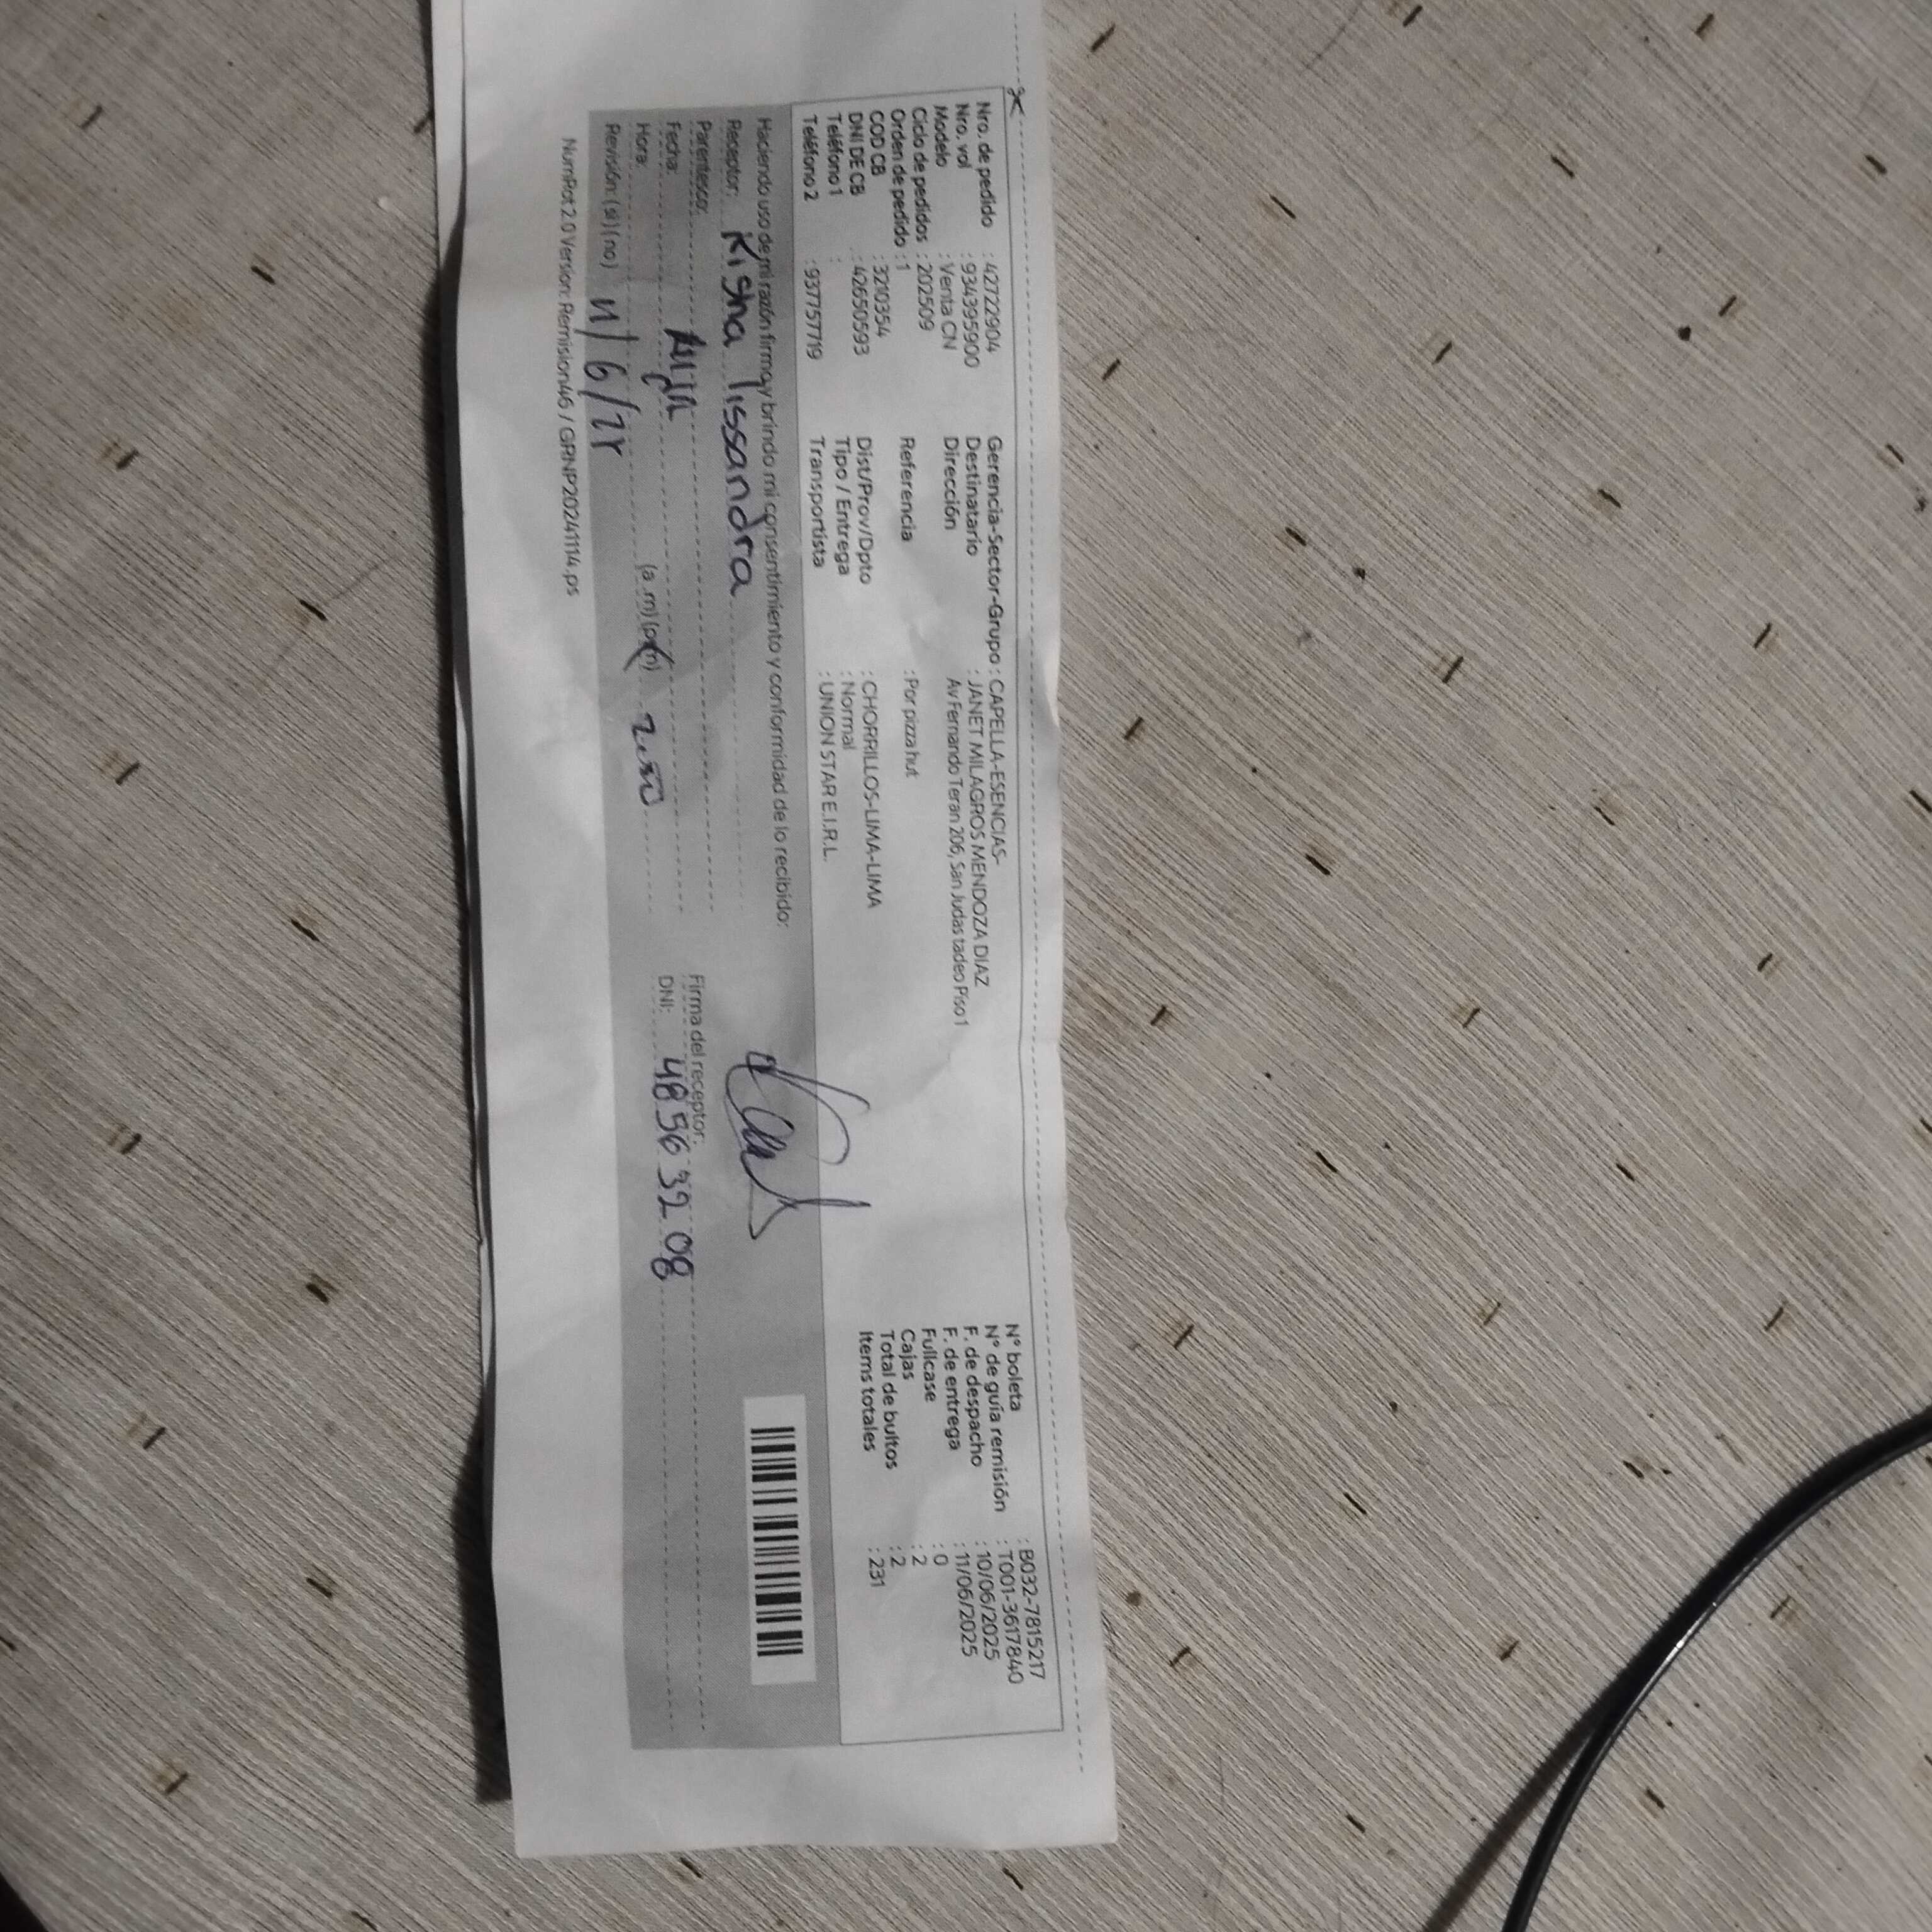 Nro. de pedido : 42722904
Nro. vol : 934395900
Modelo : Venta CN
Ciclo de pedidos : 202509
Orden de pedido : 1
COD CB : 3210354
DNI DE CB : 42650593
Teléfono 1 :
Teléfono 2 : 937757719
Gerencia-Sector-Grupo : CAPELLA-ESENCIAS-
Destinatario : JANET MILAGROS MENDOZA DIAZ
Dirección Av Fernando Teran 206, San Judas tadeo Piso 1
Referencia : Por pizza hut
Dist/Prov/Dpto : CHORRILLOS-LIMA-LIMA
Tipo / Entrega : Normal
Transportista : UNION STAR E.I.R.L.
N° boleta : B032-7815217
N° de guía remisión : T001-3617840
F. de despacho : 10/06/2025
F. de entrega : 11/06/2025
Fullcase : 0
Cajas : 2
Total de bultos : 2
Items totales : 231
Haciendo uso de mi razón firmo y brindo mi consentimiento y conformidad de lo recibido:
Receptor: Kisha Tissandra
Parentesco:
Fecha: Hija
Hora: (a.m) (p.m)
Revisión: (si) (no) 11/6/25
Firma del receptor:
DNI: 48563208
NumRot 2.0 Version: Remision46 / GRNP20241114.ps